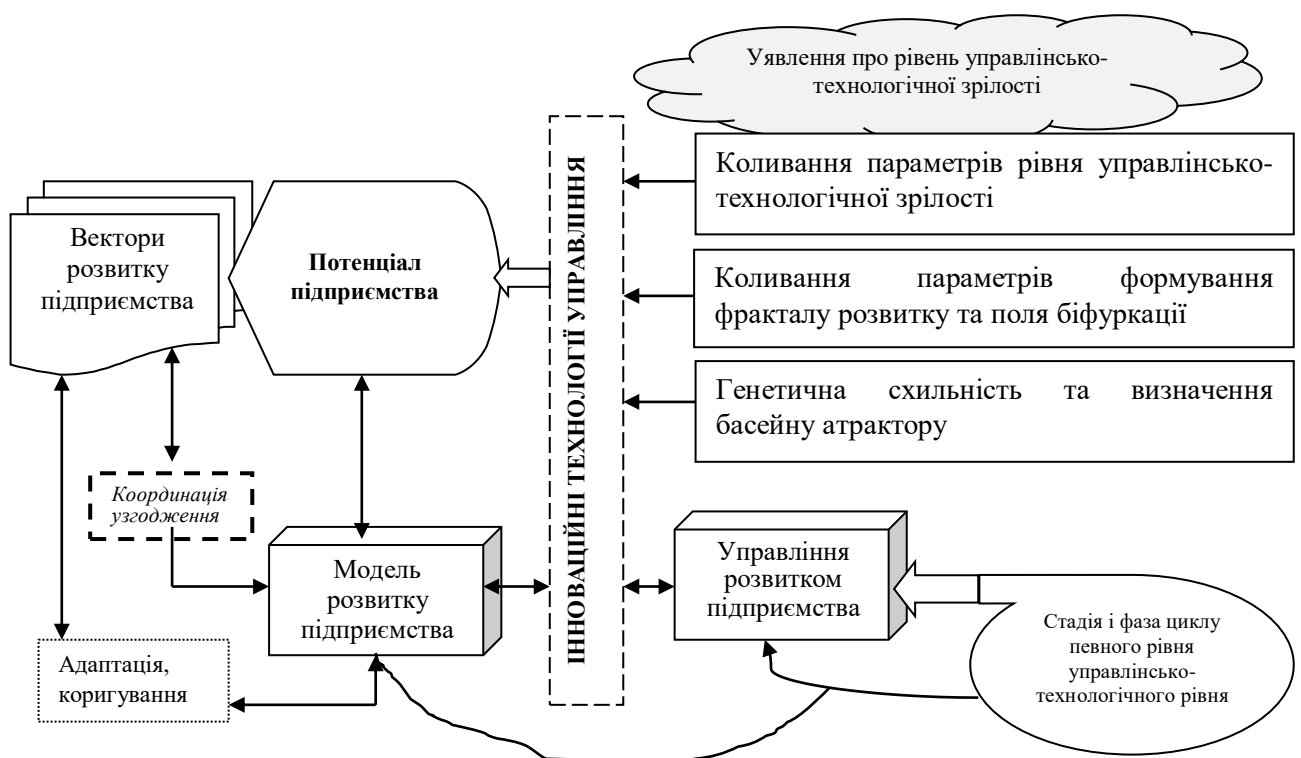 Уявлення про рівень управлінсько-
технологічної зрілості
Коливання параметрів рівня управлінсько-
технологічної зрілості
Коливання параметрів формування
фракталу розвитку та поля біфуркації
Генетична схильність та визначення
басейну атрактору
ІННОВАЦІЙНІ ТЕХНОЛОГІЇ УПРАВЛІННЯ
Потенціал
підприємства
Вектори
розвитку
підприємства
Координація
узгодження
Модель
розвитку
підприємства
Адаптація,
коригування
Управління
розвитком
підприємства
Стадія і фаза циклу
певного рівня
управлінсько-
технологічного рівня